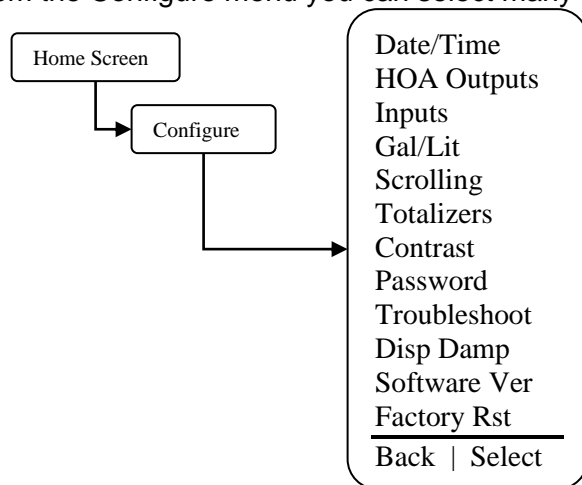 om the Configure menu you can select many
Home Screen
Configure
Date/Time
HOA Outputs
Inputs
Gal/Lit
Scrolling
Totalizers
Contrast
Password
Troubleshoot
Disp Damp
Software Ver
Factory Rst
Back | Select